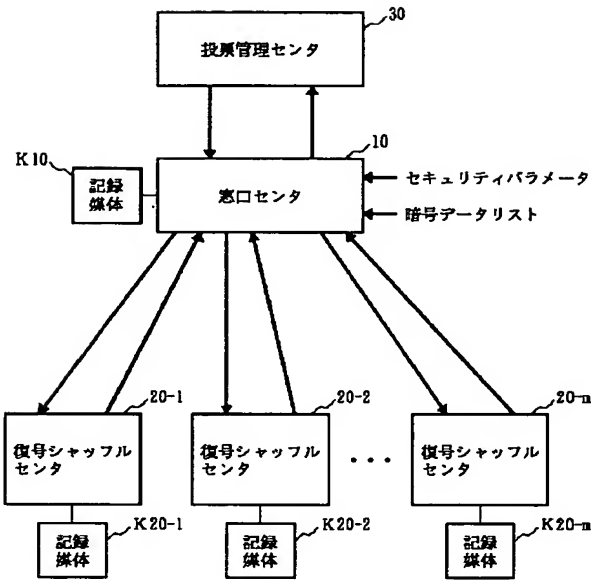 30
投票管理センタ
10
K10
記録
媒体
窓口センタ
セキュリティパラメータ
暗号データリスト
20-1
20-2
20-m
復号シャッフル
センタ
復号シャッフル
センタ
...
復号シャッフル
センタ
K20-1
K20-2
K20-m
記録
媒体
記録
媒体
記録
媒体